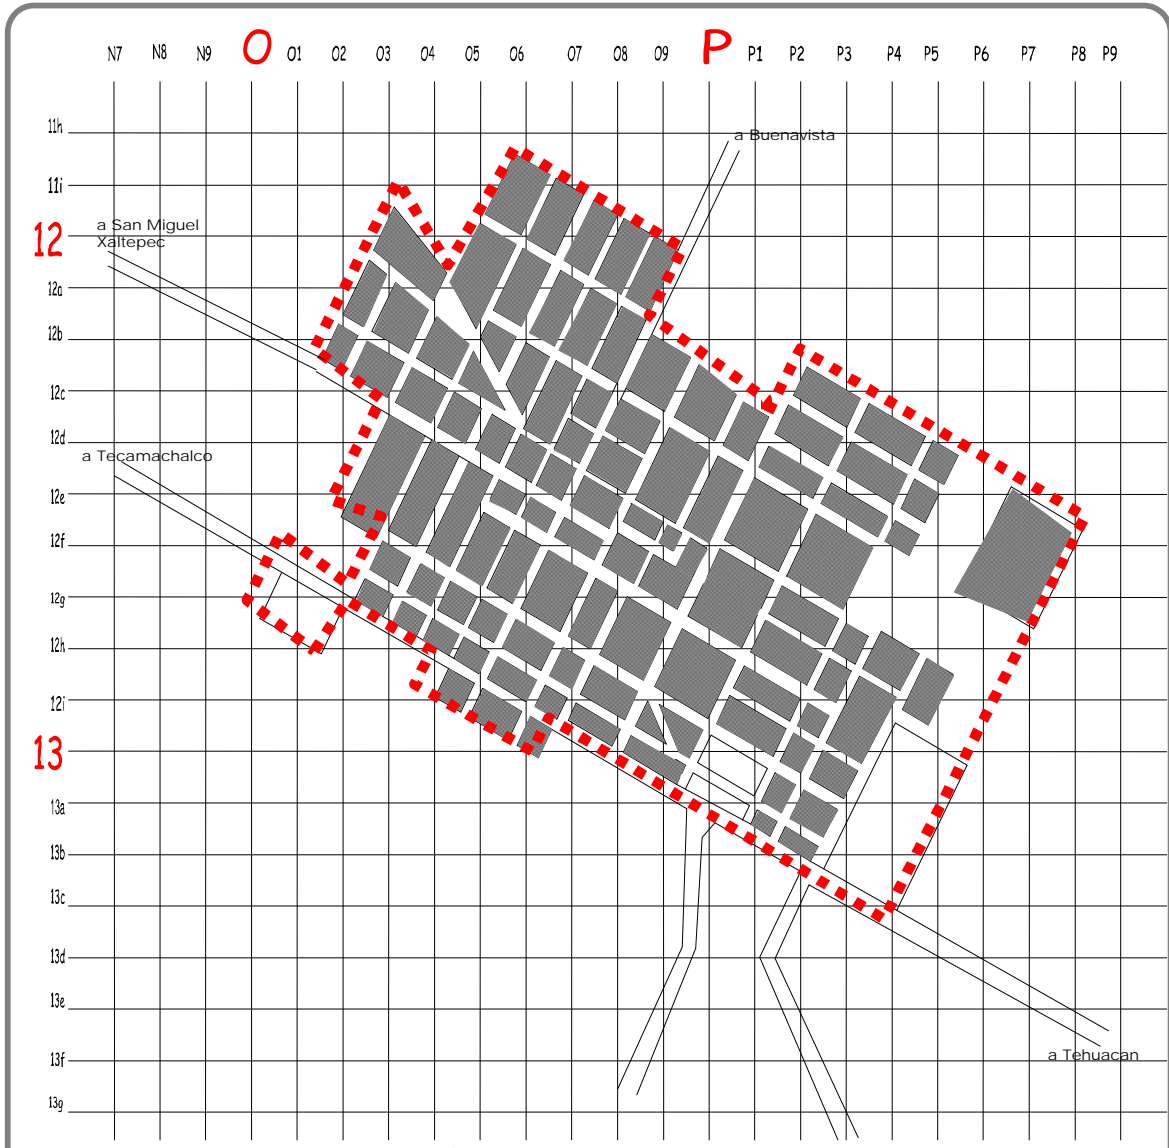 N7 N8 N9 O O1 O2 O3 O4 O5 O6 O7 O8 O9 P P1 P2 P3 P4 P5 P6 P7 P8 P9
11h
a Buenavista
11i
a San Miguel
Xaltepec
12
12a
12b
12c
12d
a Tecamachalco
12e
12f
12g
12h
12i
13
13a
13b
13c
13d
13e
a Tehuacan
13f
13g